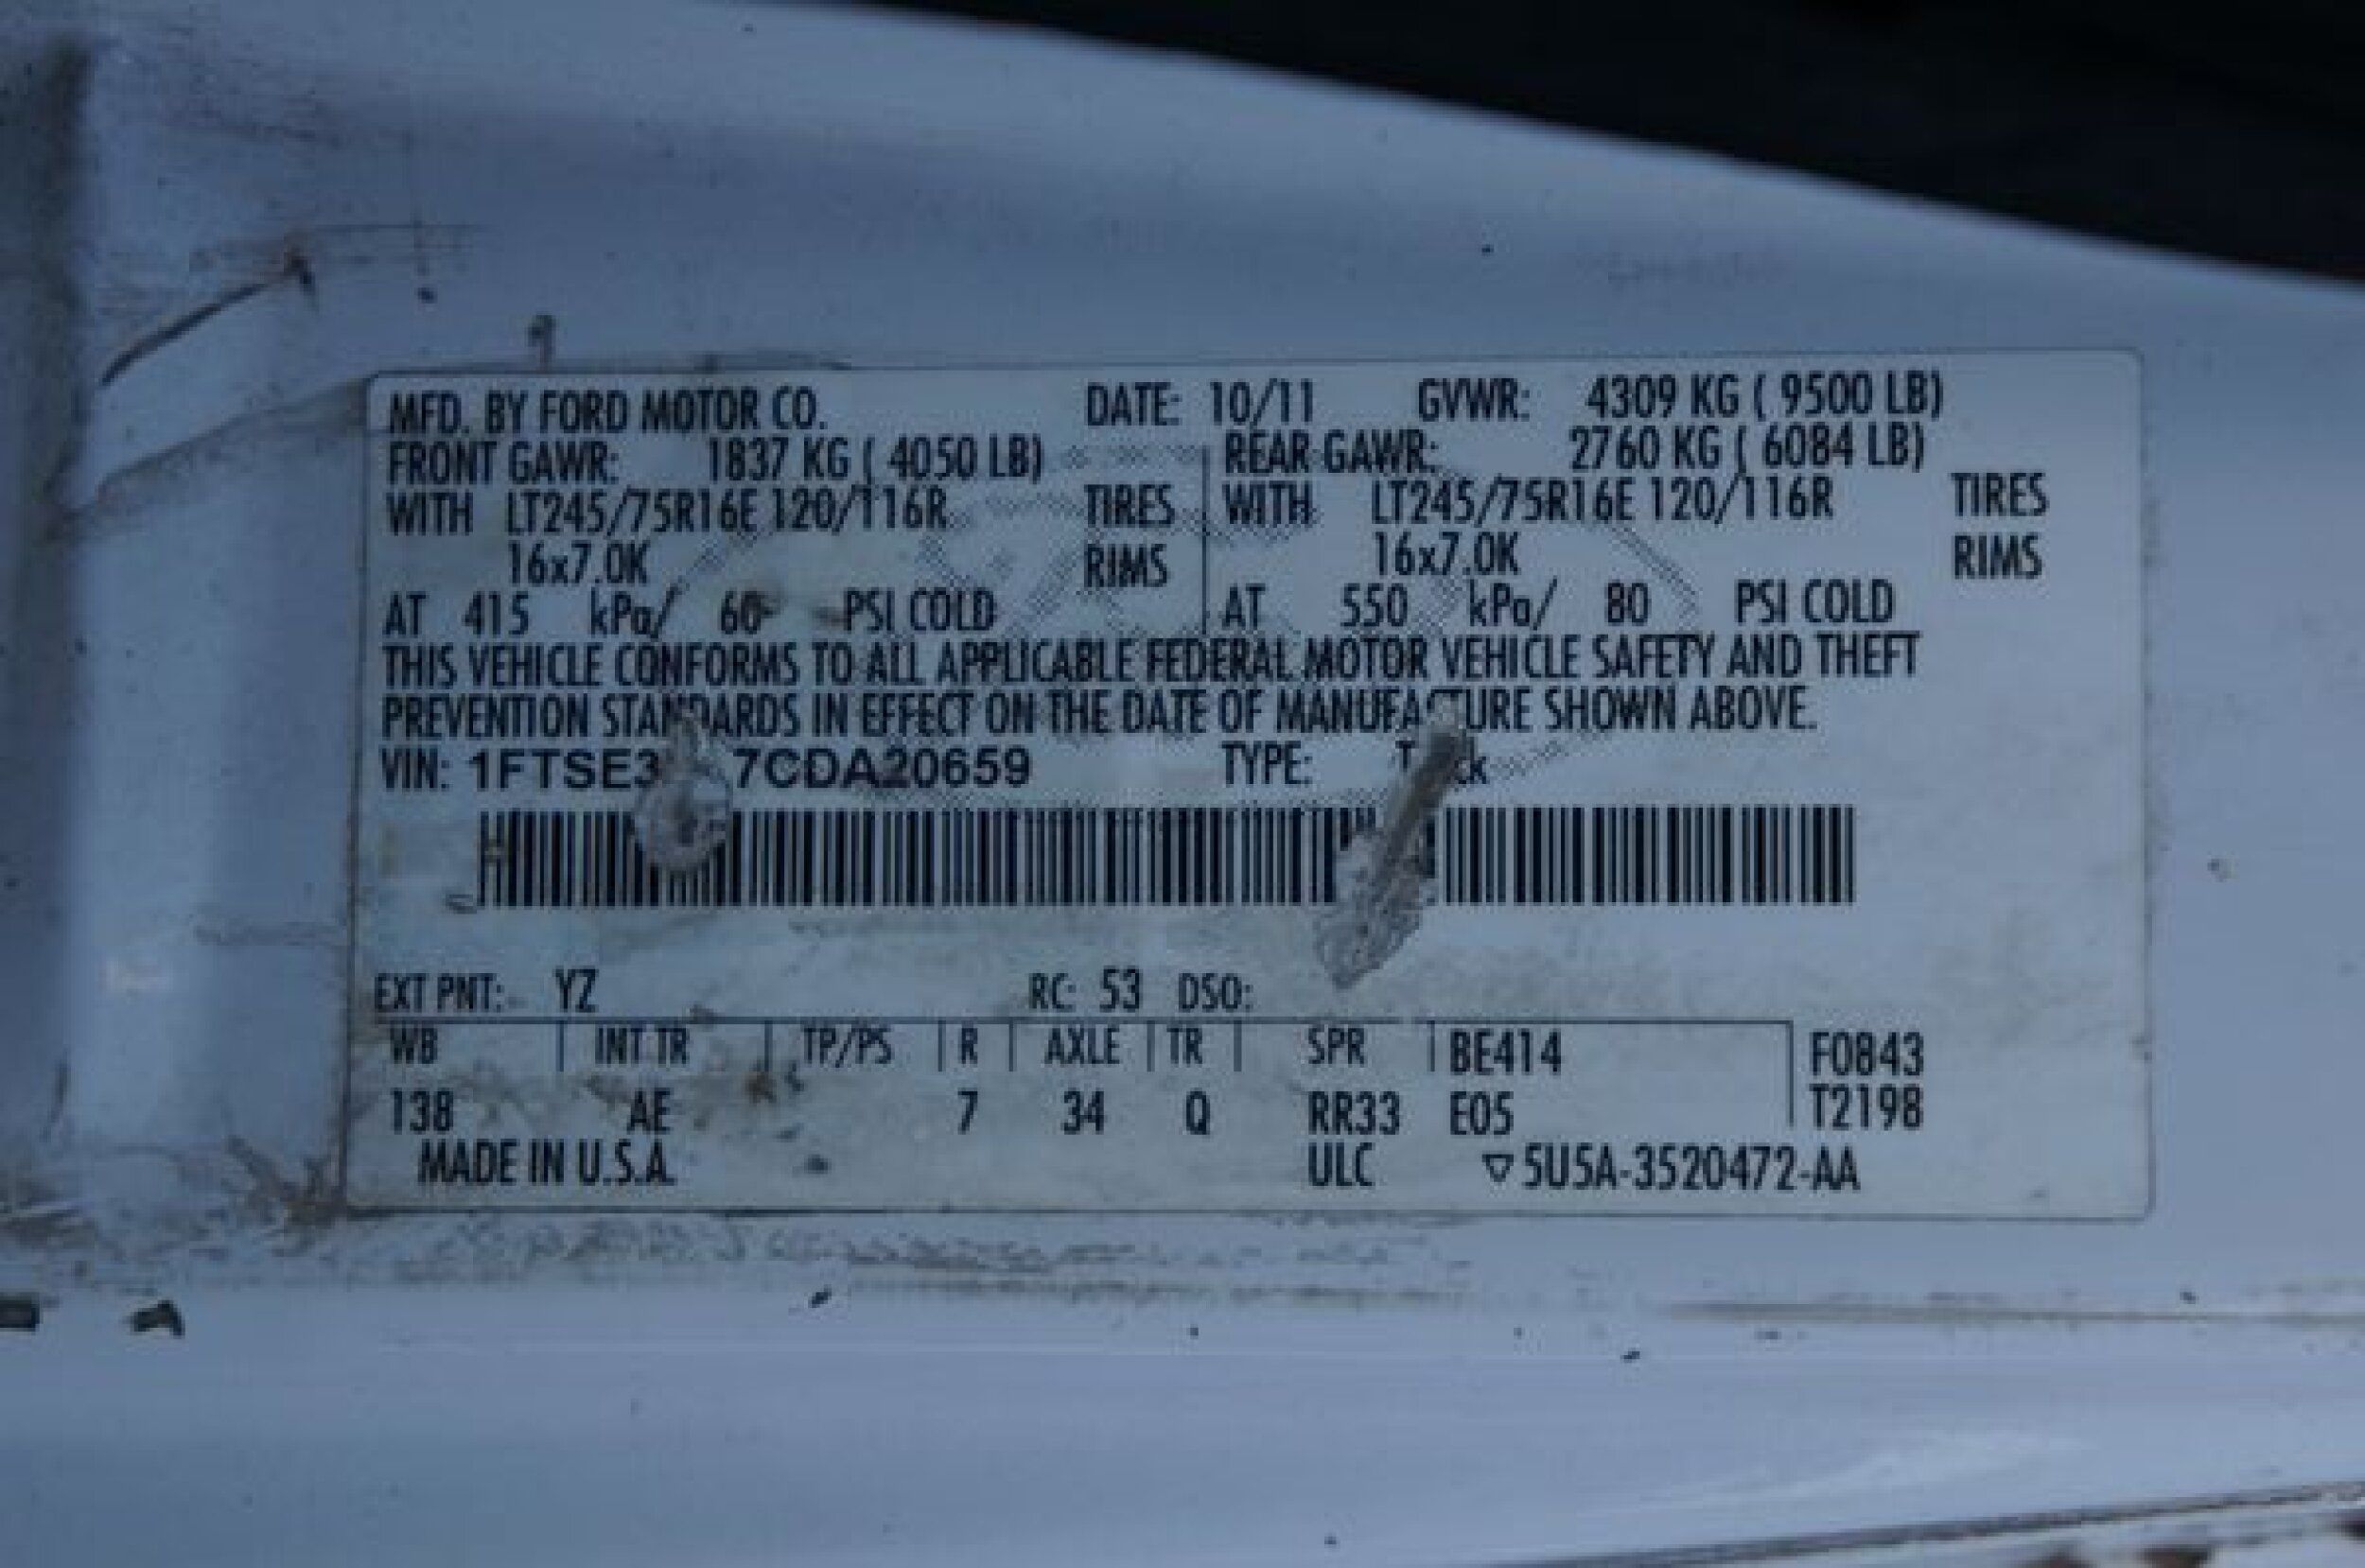 MFD. BY FORD MOTOR CO. DATE: 10/11 GVWR: 4309 KG ( 9500 LB)
FRONT GAWR: 1837 KG ( 4050 LB) REAR GAWR: 2760 KG ( 6084 LB)
WITH LT245/75R16E 120/116R TIRES WITH LT245/75R16E 120/116R TIRES
16x7.0K RIMS 16x7.0K RIMS
AT 415 kPa/ 60 PSI COLD AT 550 kPa/ 80 PSI COLD
THIS VEHICLE CONFORMS TO ALL APPLICABLE FEDERAL MOTOR VEHICLE SAFETY AND THEFT
PREVENTION STANDARDS IN EFFECT ON THE DATE OF MANUFACTURE SHOWN ABOVE.
VIN: 1FTSE3 7CDA20659 TYPE:
EXT PNT: YZ RC: 53 DSO:
WB INT TR TP/PS R AXLE TR SPR BE414 F0843
138 AE 7 34 Q RR33 E05 T2198
MADE IN U.S.A. ULC ▽5U5A-3520472-AA